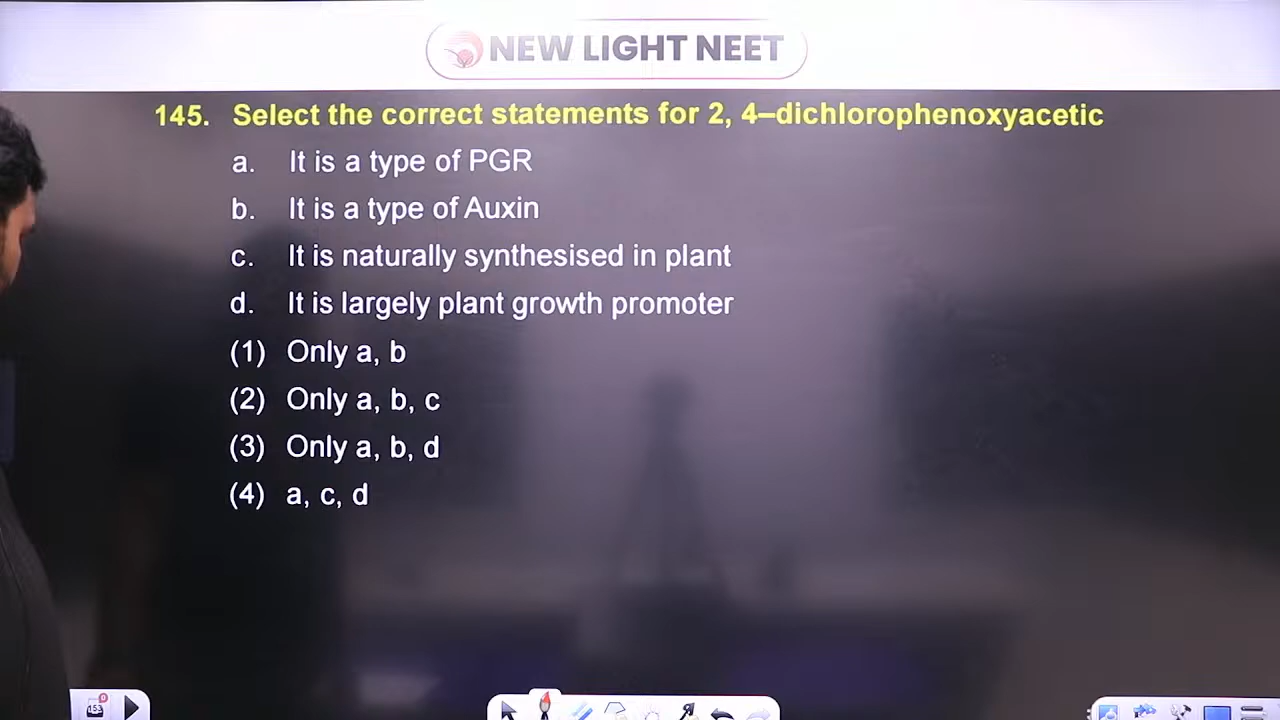 NEW LIGHT NEET
145. Select the correct statements for 2, 4–dichlorophenoxyacetic
a. It is a type of PGR
b. It is a type of Auxin
c. It is naturally synthesised in plant
d. It is largely plant growth promoter
(1) Only a, b
(2) Only a, b, c
(3) Only a, b, d
(4) a, c, d